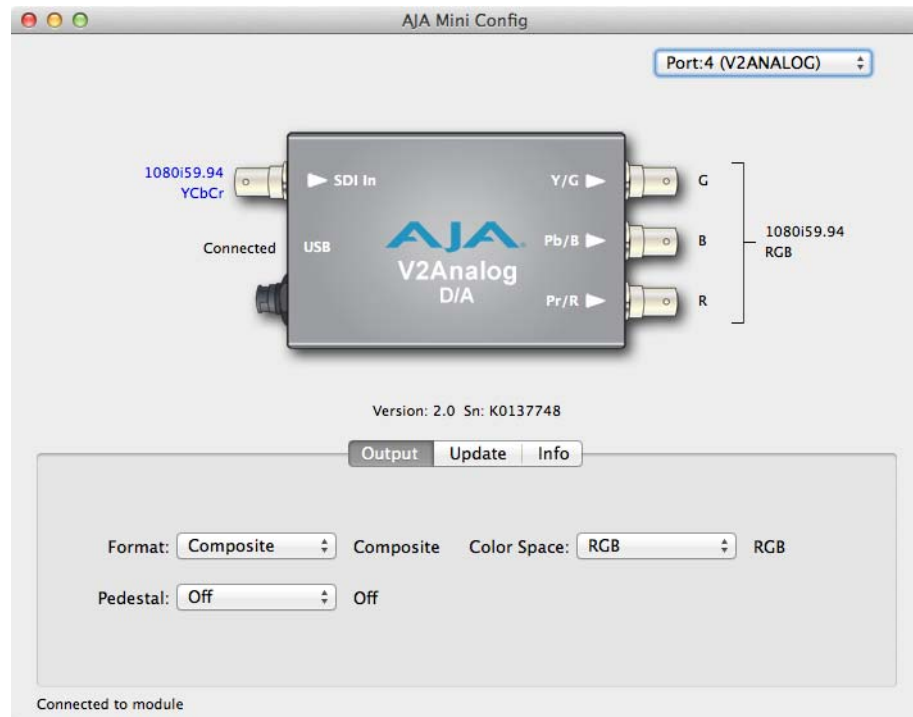 AJA Mini Config
Port:4 (V2ANALOG)
1080i59.94
YCbCr
SDI In
Y/G
G
Connected
USB
AJA
Pb/B
B
1080i59.94
RGB
V2Analog
D/A
Pr/R
R
Version: 2.0 Sn: K0137748
Output Update Info
Format: Composite Composite Color Space: RGB RGB
Pedestal: Off Off
Connected to module